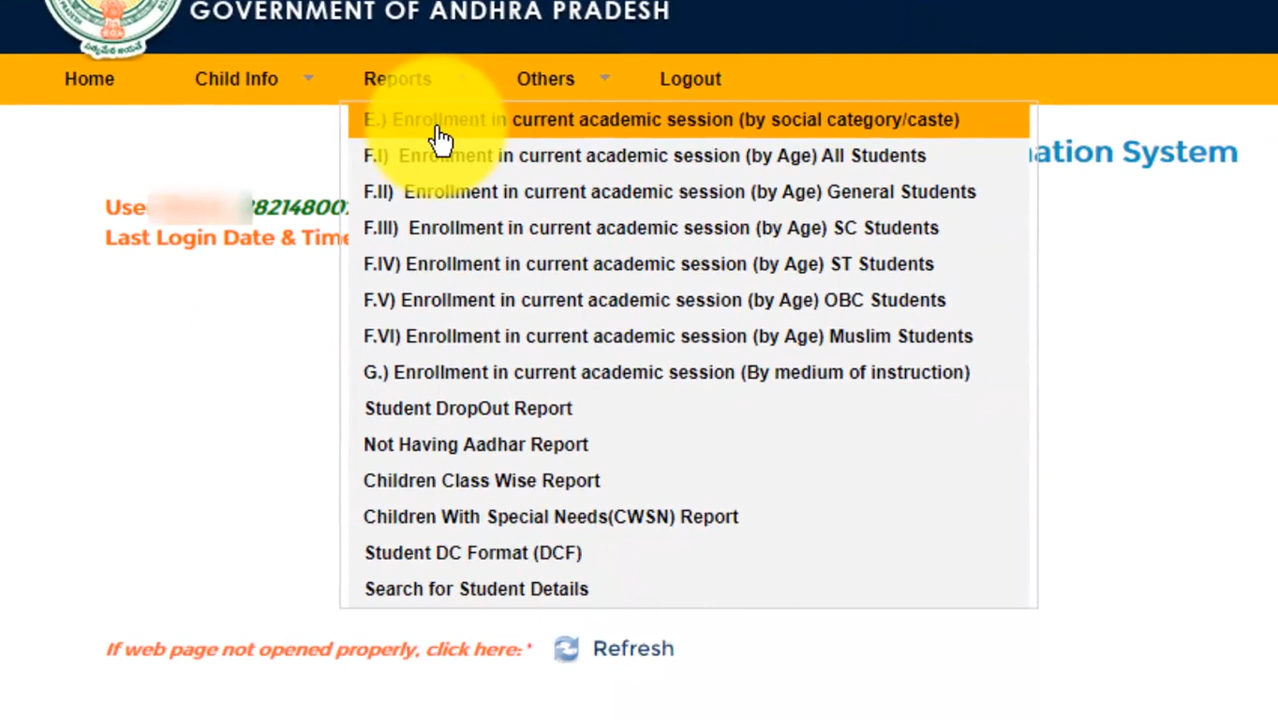 సత్యమేవ జయతే
GOVERNMENT OF ANDHRA PRADESH
Home Child Info Reports Others Logout
E.) Enrollment in current academic session (by social category/caste)
ation System
F.I) Enrollment in current academic session (by Age) All Students
F.II) Enrollment in current academic session (by Age) General Students
Use 282148001
F.III) Enrollment in current academic session (by Age) SC Students
Last Login Date & Time
F.IV) Enrollment in current academic session (by Age) ST Students
F.V) Enrollment in current academic session (by Age) OBC Students
F.VI) Enrollment in current academic session (by Age) Muslim Students
G.) Enrollment in current academic session (By medium of instruction)
Student DropOut Report
Not Having Aadhar Report
Children Class Wise Report
Children With Special Needs(CWSN) Report
Student DC Format (DCF)
Search for Student Details
If web page not opened properly, click here:* Refresh